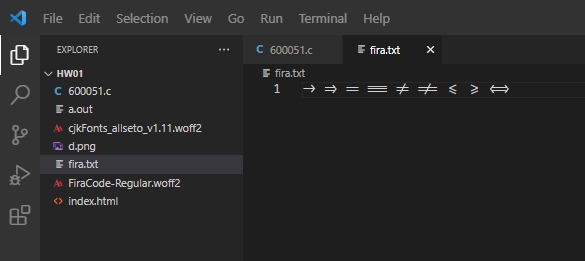 File Edit Selection View Go Run Terminal Help
EXPLORER
HW01
600051.c
a.out
cjkFonts_allseto_v1.11.woff2
d.png
fira.txt
FiraCode-Regular.woff2
index.html
600051.c fira.txt
fira.txt
1 → ⇒ == === ≠ !== ≤ ≥ ⇔